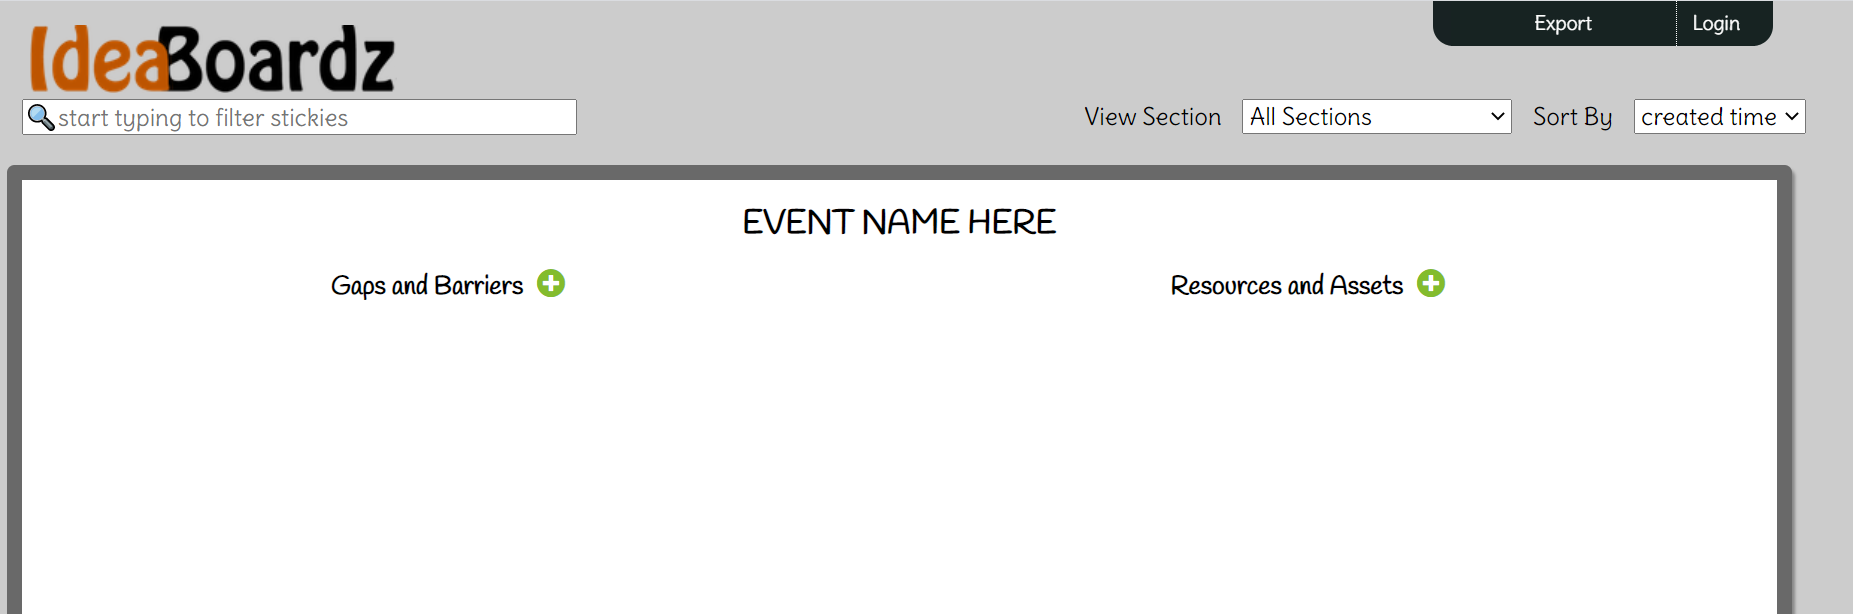 Export Login
IdeaBoardz
start typing to filter stickies View Section All Sections Sort By created time
EVENT NAME HERE
Gaps and Barriers Resources and Assets